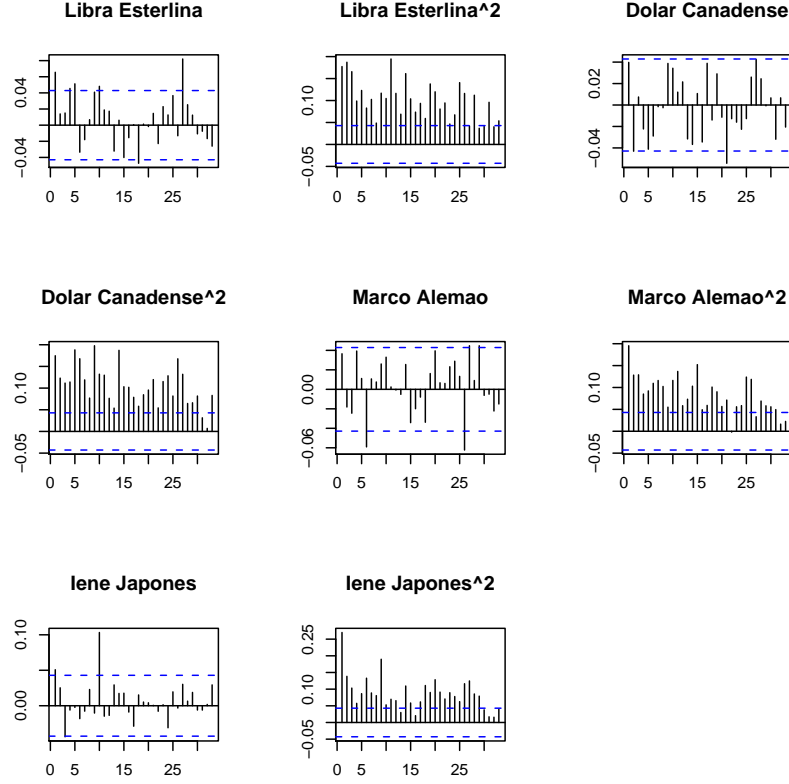 Libra Esterlina
0.04
−0.04
0 5 15 25
Libra Esterlina^2
0.10
−0.05
0 5 15 25
Dolar Canadense
0.02
−0.04
0 5 15 25
Dolar Canadense^2
0.10
−0.05
0 5 15 25
Marco Alemao
0.00
−0.06
0 5 15 25
Marco Alemao^2
0.10
−0.05
0 5 15 25
Iene Japones
0.10
0.00
0 5 15 25
Iene Japones^2
0.25
0.10
−0.05
0 5 15 25